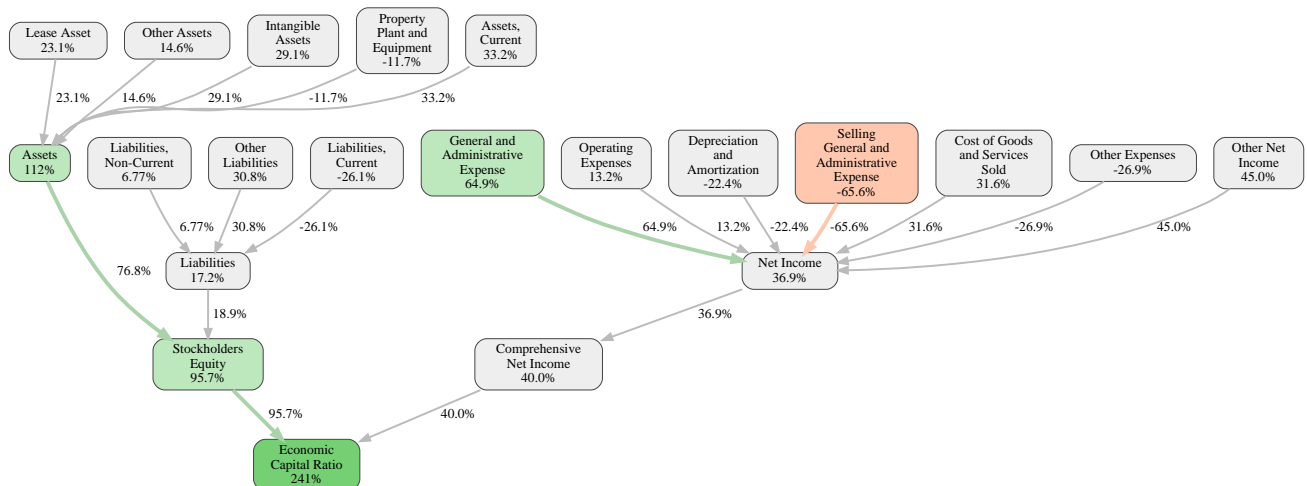 Lease Asset
23.1%
Other Assets
14.6%
Intangible
Assets
29.1%
Property
Plant and
Equipment
-11.7%
Assets,
Current
33.2%
23.1%
14.6%
29.1%
-11.7%
33.2%
Assets
112%
Liabilities,
Non-Current
6.77%
Other
Liabilities
30.8%
Liabilities,
Current
-26.1%
General and
Administrative
Expense
64.9%
Operating
Expenses
13.2%
Depreciation
and
Amortization
-22.4%
Selling
General and
Administrative
Expense
-65.6%
Cost of Goods
and Services
Sold
31.6%
Other Expenses
-26.9%
Other Net
Income
45.0%
6.77%
30.8%
-26.1%
64.9%
13.2%
-22.4%
-65.6%
31.6%
-26.9%
45.0%
76.8%
Liabilities
17.2%
Net Income
36.9%
18.9%
36.9%
Stockholders
Equity
95.7%
Comprehensive
Net Income
40.0%
95.7%
40.0%
Economic
Capital Ratio
241%